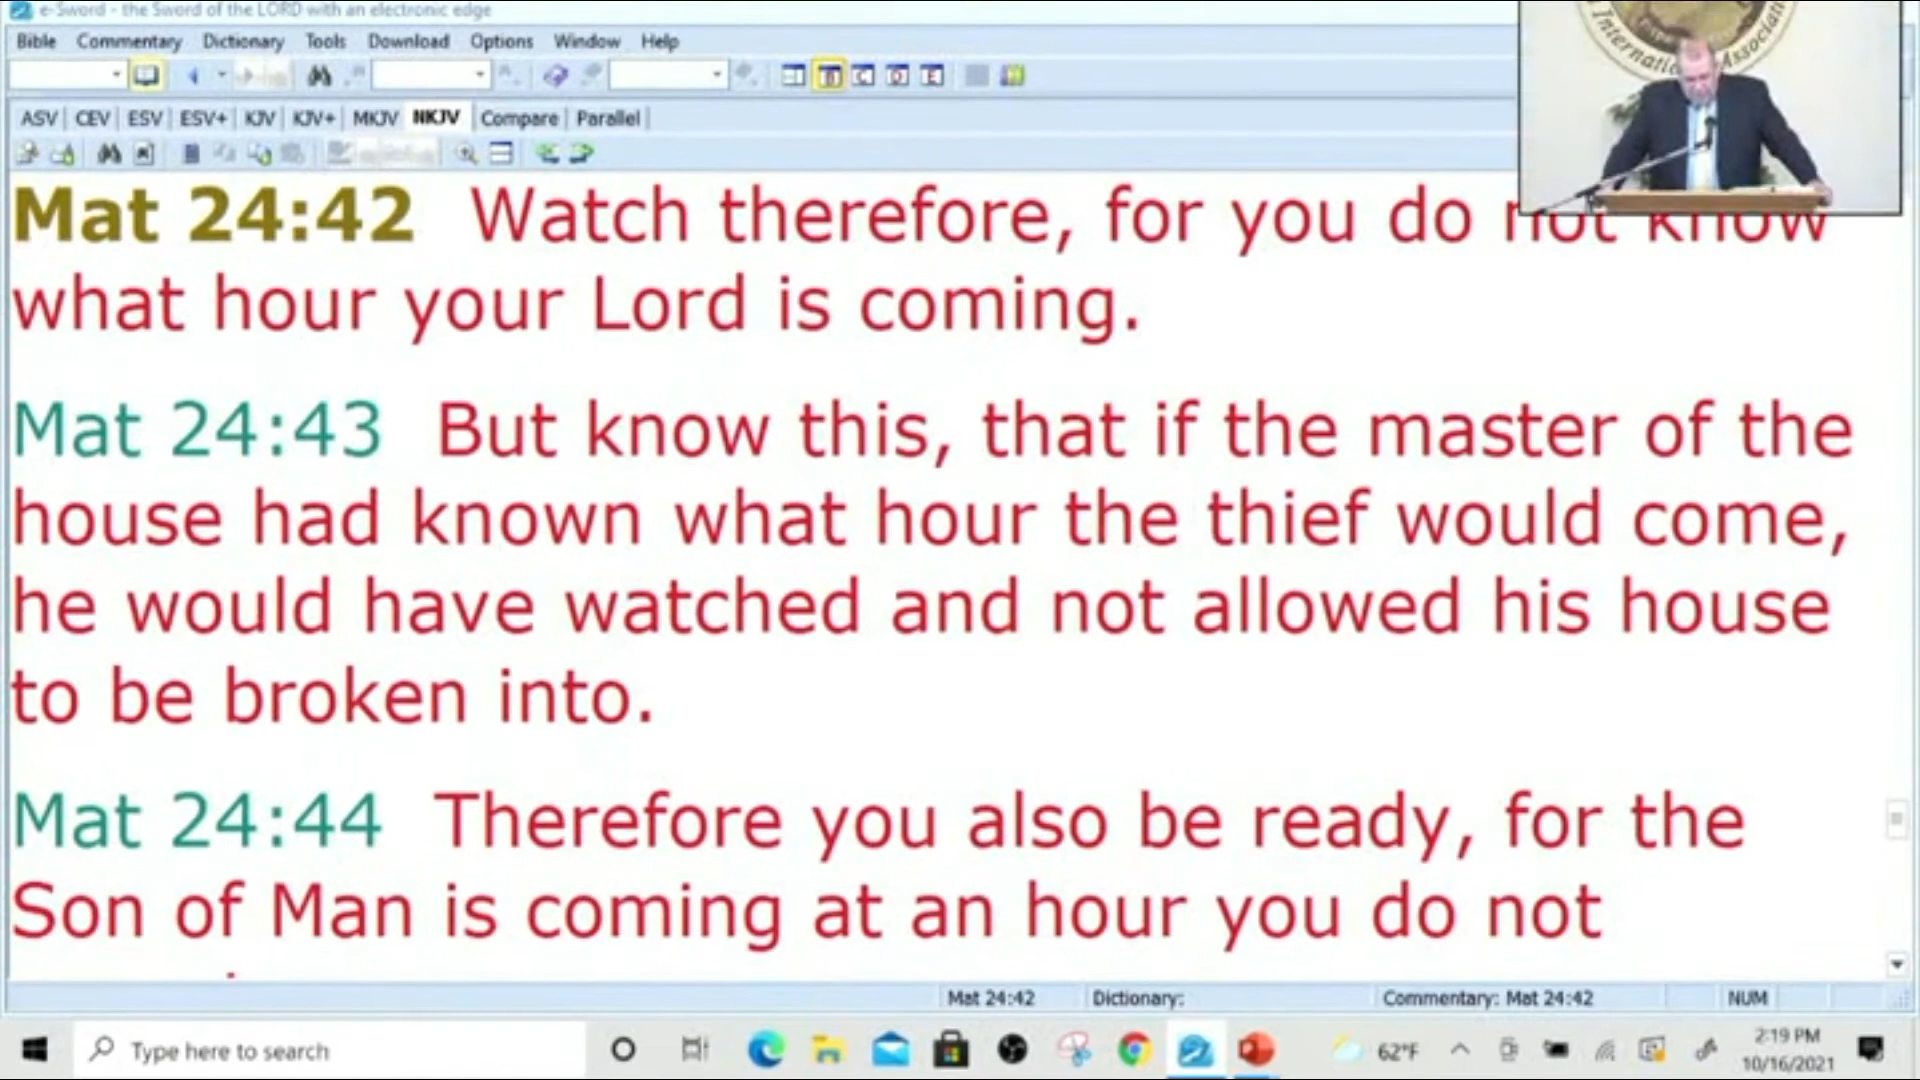 e-Sword - the Sword of the LORD with an electronic edge
Bible Commentary Dictionary Tools Download Options Window Help
International Association
ASV CEV ESV ESV+ KJV KJV+ MKJV NKJV Compare Parallel
Mat 24:42 Watch therefore, for you do not know
what hour your Lord is coming.
Mat 24:43 But know this, that if the master of the
house had known what hour the thief would come,
he would have watched and not allowed his house
to be broken into.
Mat 24:44 Therefore you also be ready, for the
Son of Man is coming at an hour you do not
Mat 24:42 Dictionary: Commentary: Mat 24:42 NUM
Type here to search
62°F
2:19 PM
10/16/2021